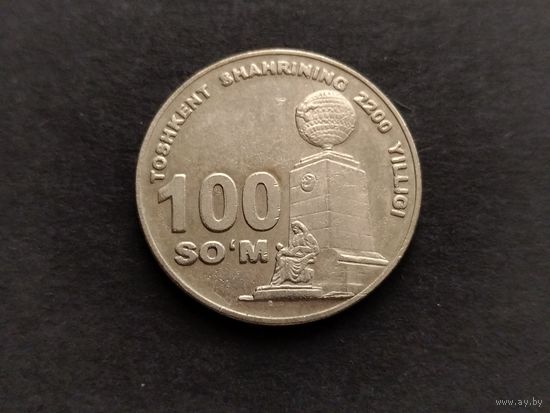 TOSHKENT SHAHRINING 2200 YILLIGI
100
SO‘M
www.ay.by